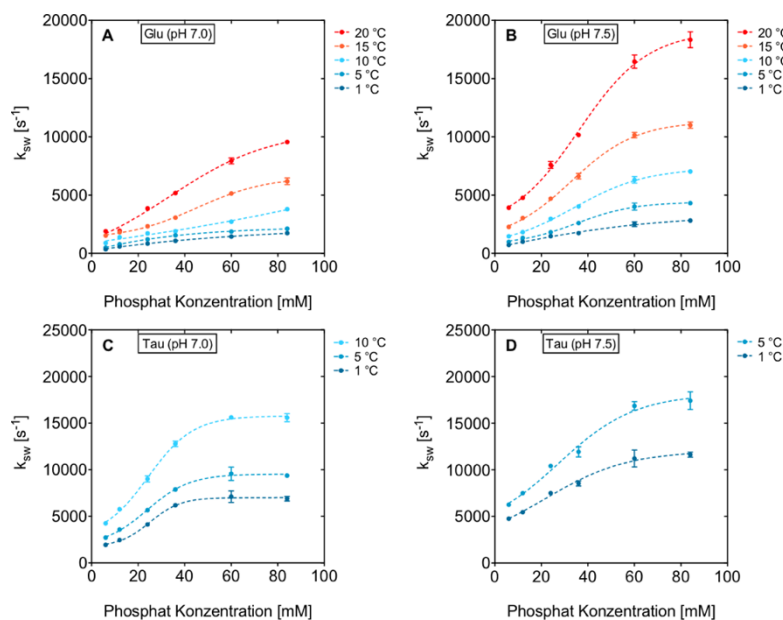 A
Glu (pH 7.0)
20 °C
15 °C
10 °C
5 °C
1 °C
20000
15000
10000
5000
0
k_sw [s⁻¹]
0 20 40 60 80 100
Phosphat Konzentration [mM]
B
Glu (pH 7.5)
20 °C
15 °C
10 °C
5 °C
1 °C
20000
15000
10000
5000
0
k_sw [s⁻¹]
0 20 40 60 80 100
Phosphat Konzentration [mM]
C
Tau (pH 7.0)
10 °C
5 °C
1 °C
25000
20000
15000
10000
5000
0
k_sw [s⁻¹]
0 20 40 60 80 100
Phosphat Konzentration [mM]
D
Tau (pH 7.5)
5 °C
1 °C
25000
20000
15000
10000
5000
0
k_sw [s⁻¹]
0 20 40 60 80 100
Phosphat Konzentration [mM]